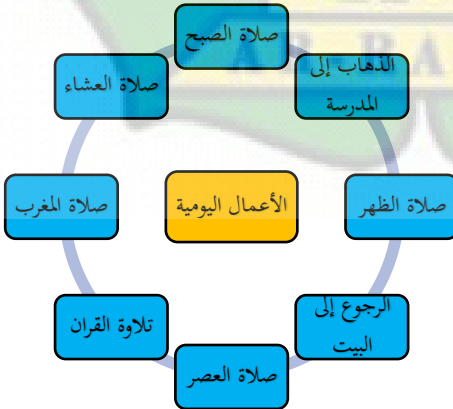 صلاة الصبح
الذهاب إلى
المدرسة
صلاة الظهر
الرجوع إلى
البيت
صلاة العصر
تلاوة القران
صلاة المغرب
صلاة العشاء
الأعمال اليومية